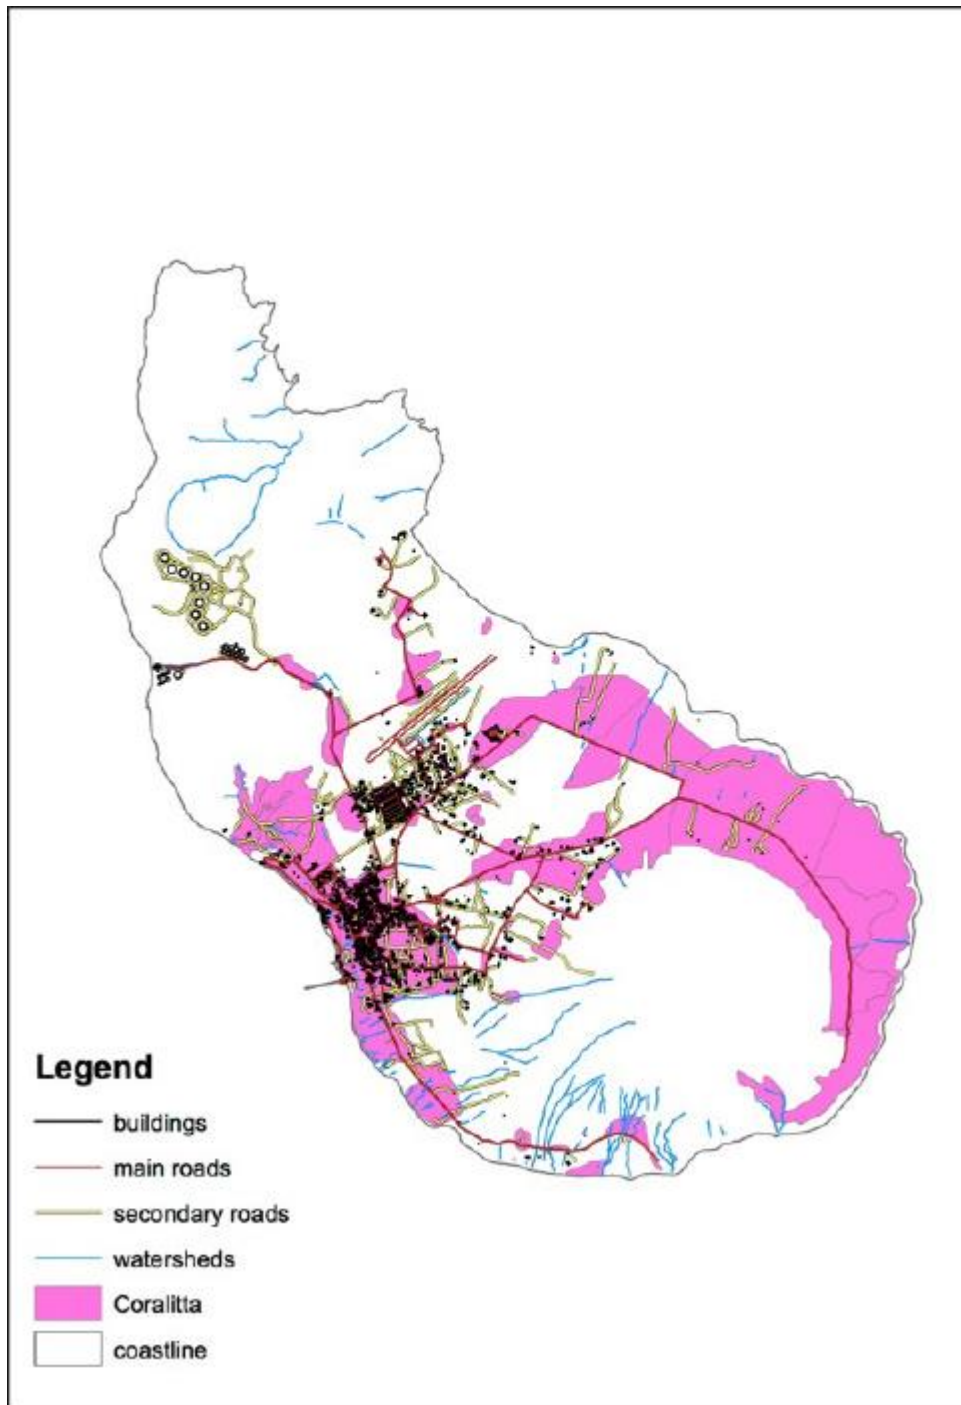 Legend
buildings
main roads
secondary roads
watersheds
Coralitta
coastline